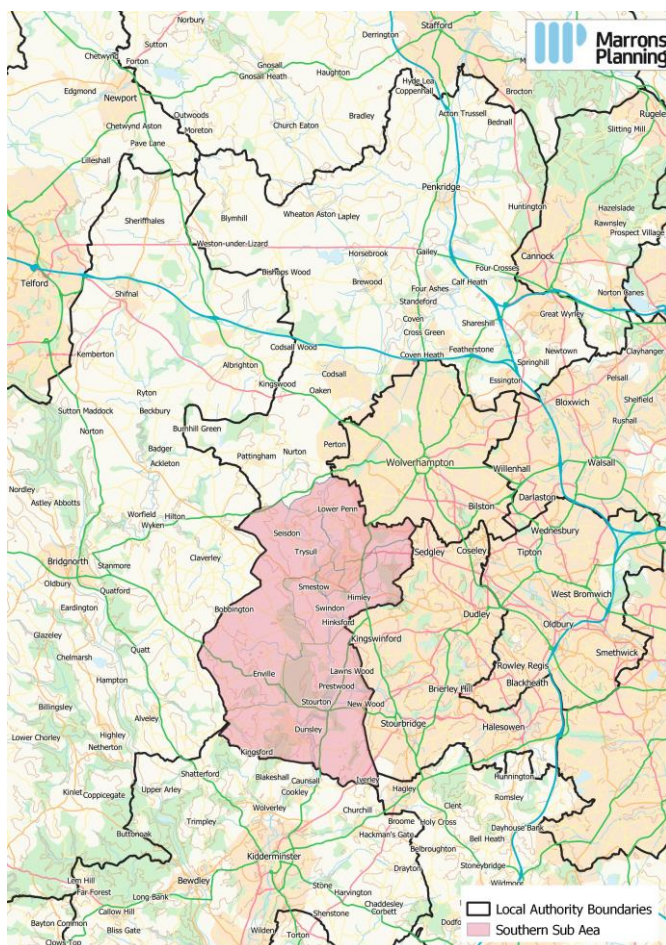 Norbury
Stafford
Derrington
Marrons
Planning
Sutton
Chetwynd
Forton
Gnosall
Gnosall Heath
Haughton
Hyde Lea
Coppenhall
Brocton
Edgmond
Newport
Rugeley
Outwoods
Moreton
Bradley
Acton Trussell
Bednall
Slitting Mill
Chetwynd Aston
Church Eaton
Pave Lane
Lilleshall
Penkridge
Hazelslade
Sheriffhales
Blymhill
Wheaton Aston
Lapley
Huntington
Rawnsley
Prospect Village
Weston-under-Lizard
Horsebrook
Gailey
Cannock
Telford
Bishops Wood
Brewood
Four Crosses
Shifnal
Four Ashes
Calf Heath
Norton Canes
Standeford
Coven
Shareshill
Great Wyrley
Cross Green
Kemberton
Codsall Wood
Coven Heath
Featherstone
Newtown
Clayhanger
Albrighton
Codsall
Springhill
Kingswood
Oaken
Essington
Pelsall
Ryton
Bloxwich
Shelfield
Sutton Maddock
Beckbury
Rushall
Norton
Burnhill Green
Perton
Badger
Pattingham
Nurton
Wolverhampton
Walsall
Ackleton
Willenhall
Nordley
Astley Abbotts
Bilston
Darlaston
Worfield
Hilton
Lower Penn
Wyken
Seisdon
Wednesbury
Bridgnorth
Stanmore
Claverley
Trysull
Sedgley
Coseley
Tipton
Oldbury
Quatford
Smestow
West Bromwich
Eardington
Bobbington
Swindon
Himley
Dudley
Hinksford
Oldbury
Glazeley
Quatt
Kingswinford
Smethwick
Chelmarsh
Enville
Lawns Wood
Rowley Regis
Hampton
Prestwood
Brierley Hill
Blackheath
Billingsley
Stourton
New Wood
Alveley
Stourbridge
Halesowen
Highley
Dunsley
Lower Chorley
Netherton
Kingsford
Shatterford
Iverley
Blakeshall
Caunsall
Hagley
Runnington
Kinlet
Coppicegate
Upper Arley
Cookley
Clent
Romsley
Wolverley
Churchill
Trimpley
Broome
Holy Cross
Dayhouse Bank
Buttonoak
Hackman's Gate
Bell Heath
Kidderminster
Belbroughton
Stoneybridge
Lem Hill
Bewdley
Drayton
Far Forest
Stone
Wildmoor
Long Bank
Harvington
Callow Hill
Chaddesley
Corbett
Bayton Common
Bliss Gate
Shenstone
Clows Top
Wilden
Torton
Local Authority Boundaries
Southern Sub Aea